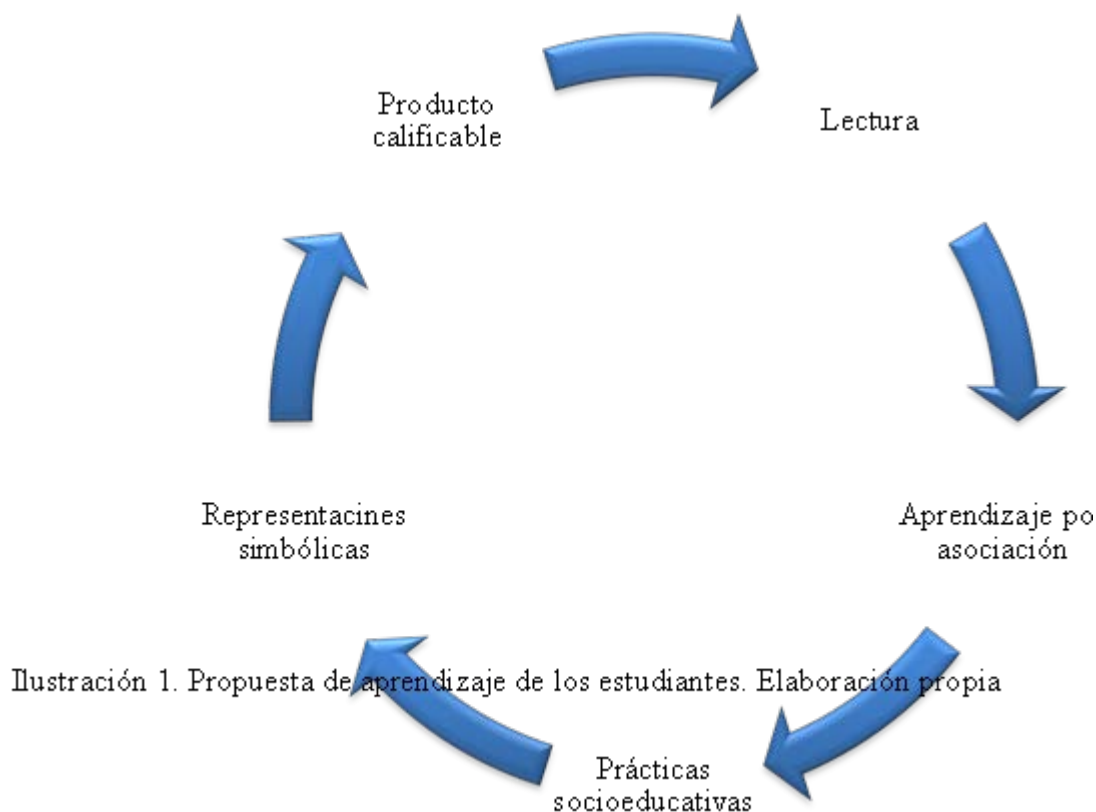 Producto
calificable
Lectura
Representacines
simbólicas
Aprendizaje po
asociación
Ilustración 1. Propuesta de aprendizaje de los estudiantes. Elaboración propia
Prácticas
socioeducativas